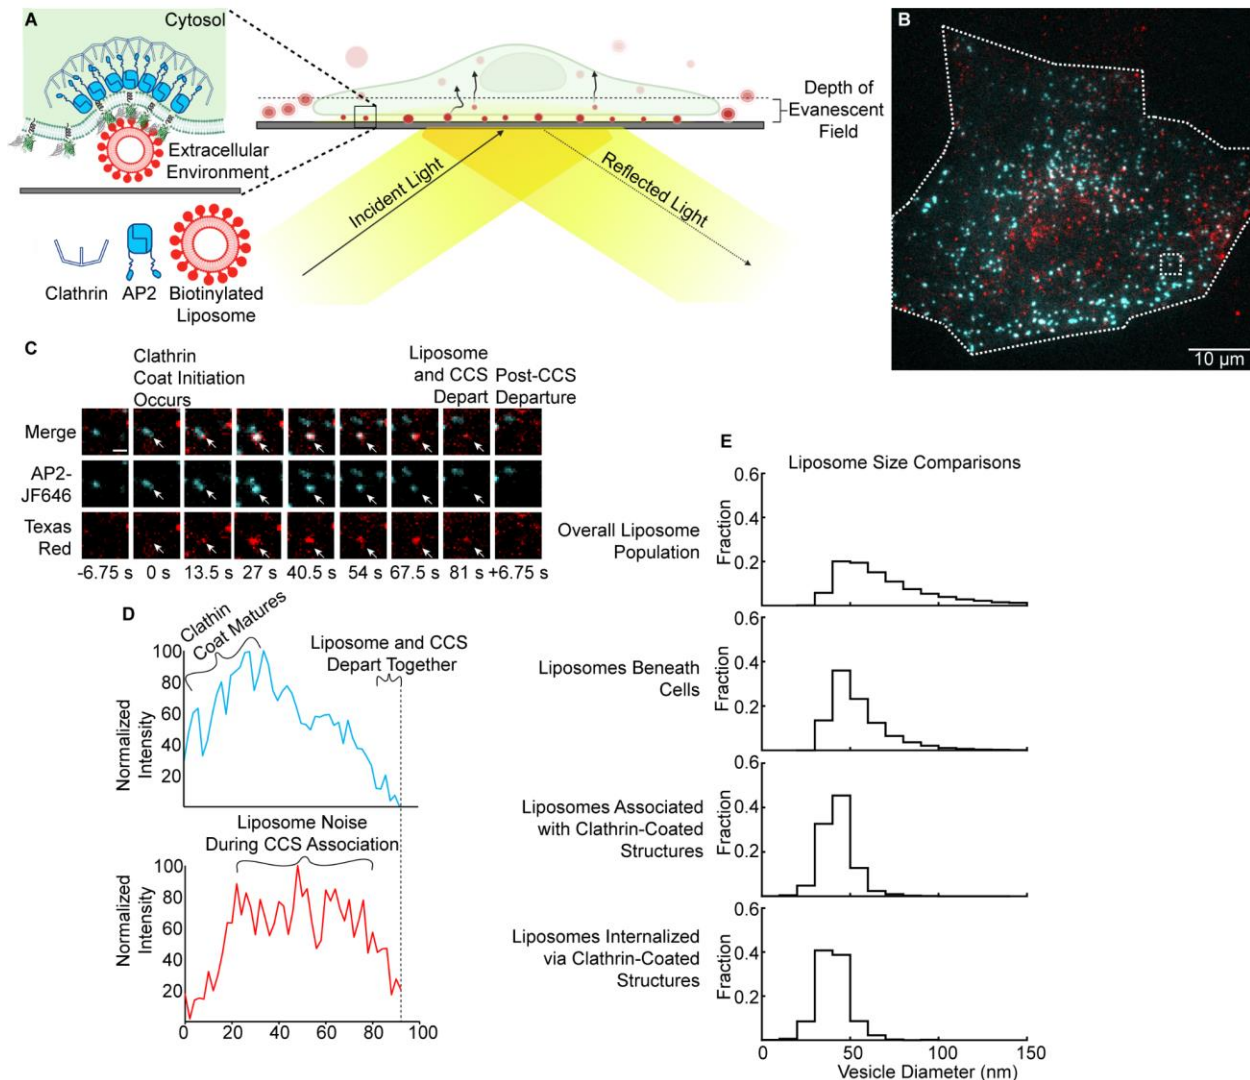 A
Cytosol
Extracellular
Environment
Clathrin
AP2
Biotinylated
Liposome
Incident Light
Reflected Light
Depth of
Evanescent
Field
B
10 µm
C
Clathrin
Coat Initiation
Occurs
Liposome
and CCS
Depart
Post-CCS
Departure
Merge
AP2-
JF646
Texas
Red
-6.75 s 0 s 13.5 s 27 s 40.5 s 54 s 67.5 s 81 s +6.75 s
D
Clathin
Coat Matures
Liposome and CCS
Depart Together
Normalized
Intensity
100
80
60
40
20
Liposome Noise
During CCS Association
Normalized
Intensity
100
80
60
40
20
0 20 40 60 80 100
E
Liposome Size Comparisons
Overall Liposome
Population
Fraction
0.6
0.4
0.2
Liposomes Beneath
Cells
Fraction
0.6
0.4
0.2
Liposomes Associated
with Clathrin-Coated
Structures
Fraction
0.6
0.4
0.2
Liposomes Internalized
via Clathrin-Coated
Structures
Fraction
0.6
0.4
0.2
0 50 100 150
Vesicle Diameter (nm)